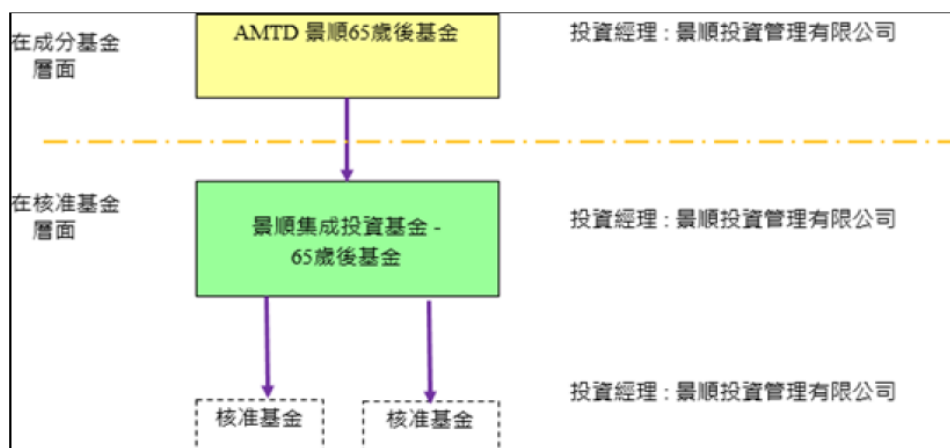 在成分基金
層面
AMTD 景順65歲後基金
投資經理 : 景順投資管理有限公司
在核准基金
層面
景順集成投資基金 -
65歲後基金
投資經理 : 景順投資管理有限公司
投資經理 : 景順投資管理有限公司
核准基金
核准基金